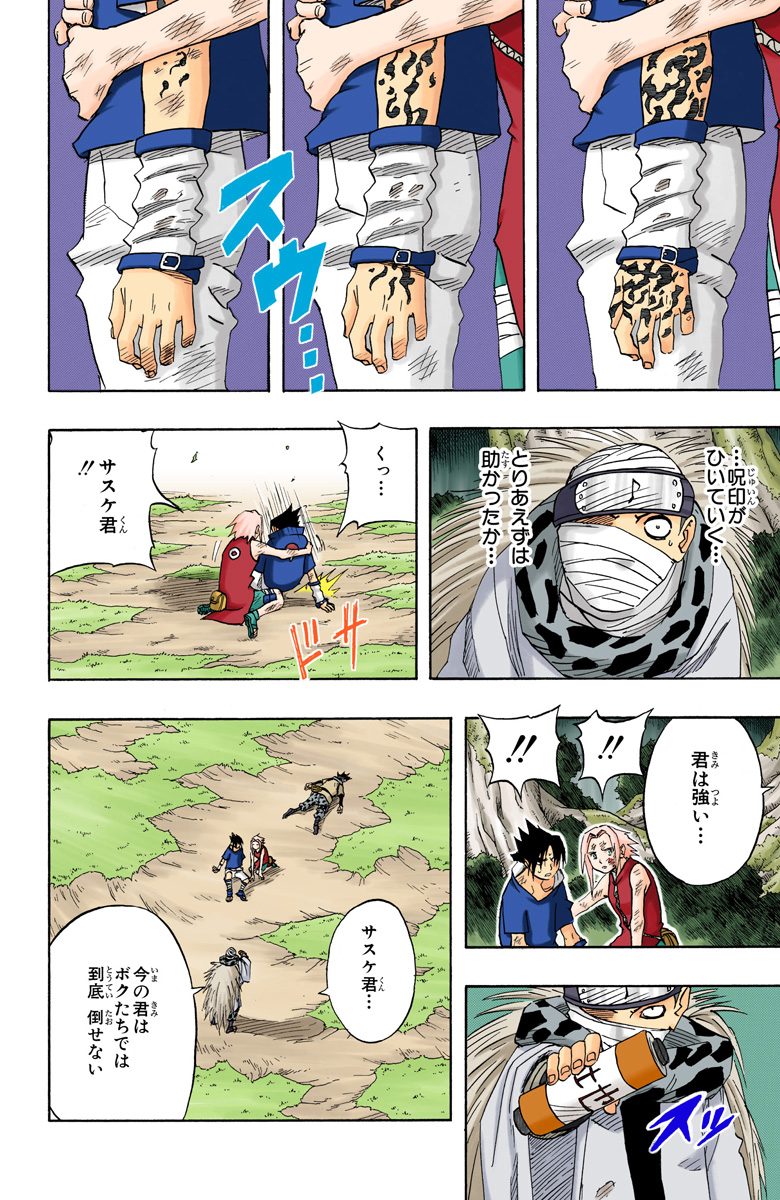 スウ…
…呪印が
ひいていく…
とりあえずは
助かったか…
くっ…
サスケ君
!!
ドサ
君は強い…
!!
!!
地
スッ
サスケ君…
今の君は
ボクたちでは
到底 倒せない